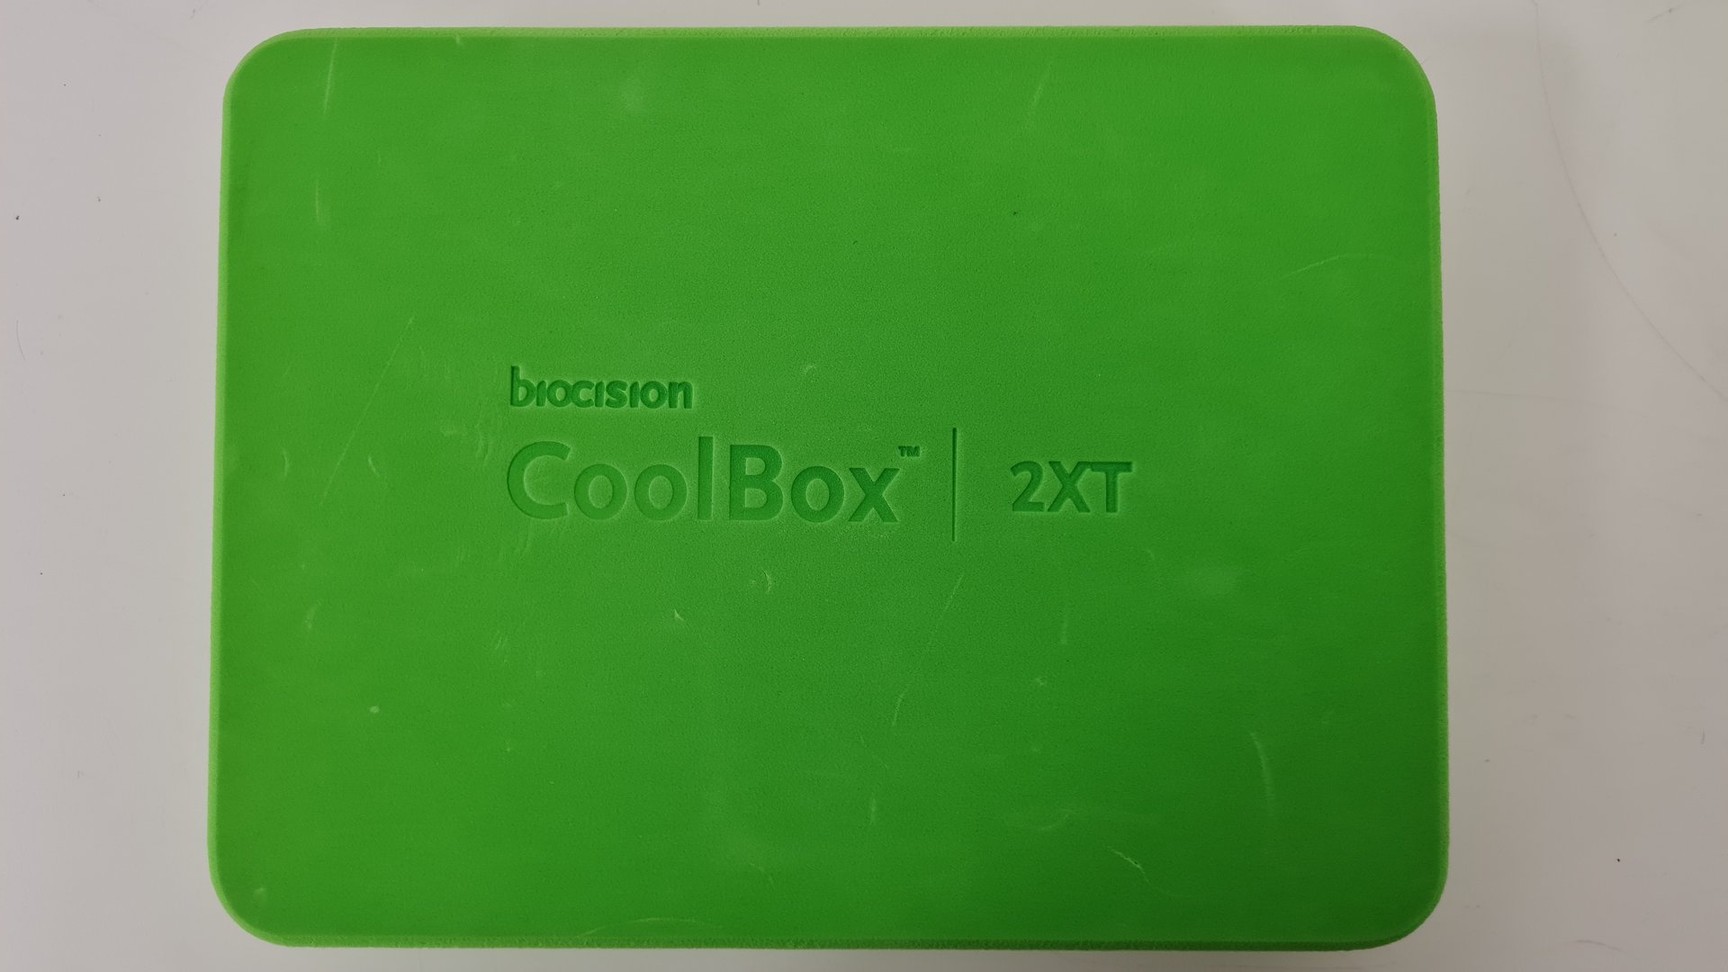 biocision
CoolBox™ | 2XT